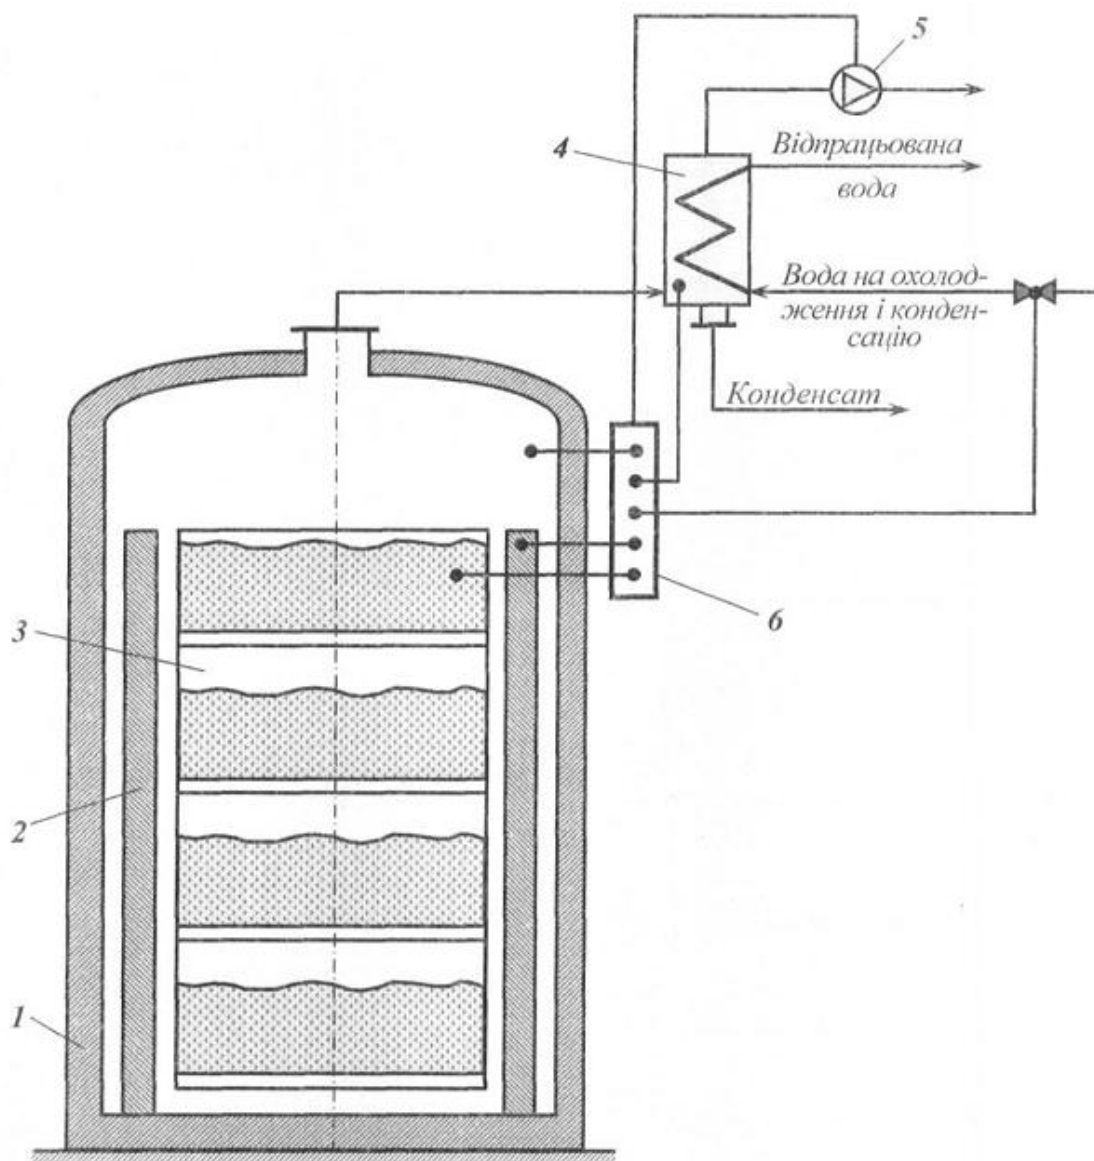 5
4
Відпрацьована
вода
Вода на охолод-
ження і конден-
сацію
Конденсат
6
3
2
1